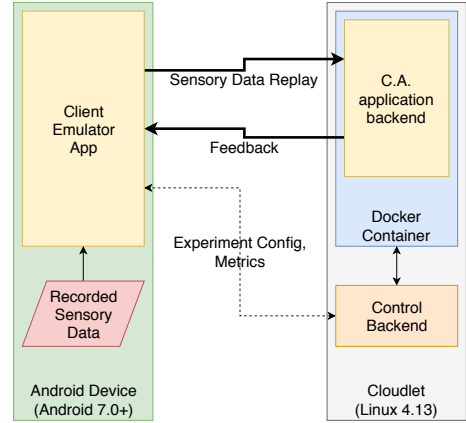 Client
Emulator
App
Sensory Data Replay
C.A.
application
backend
Feedback
Docker
Container
Experiment Config,
Metrics
Recorded
Sensory
Data
Control
Backend
Android Device
(Android 7.0+)
Cloudlet
(Linux 4.13)